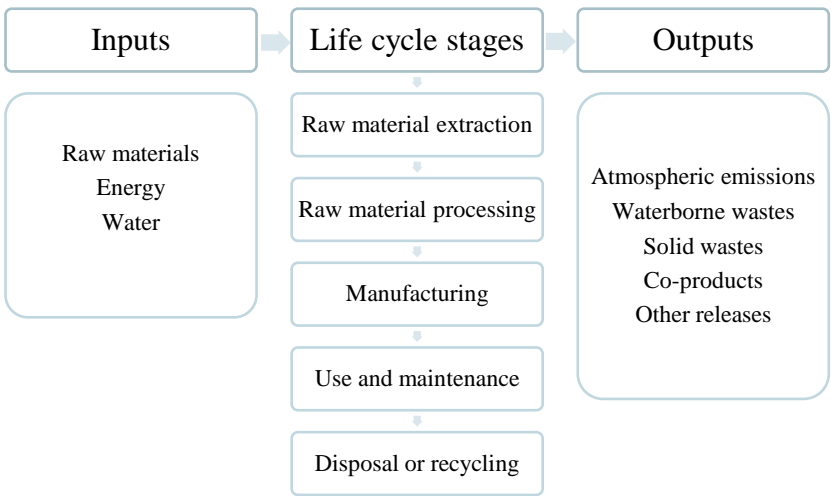 Inputs
Life cycle stages
Outputs
Raw materials
Energy
Water
Raw material extraction
Raw material processing
Manufacturing
Use and maintenance
Disposal or recycling
Atmospheric emissions
Waterborne wastes
Solid wastes
Co-products
Other releases